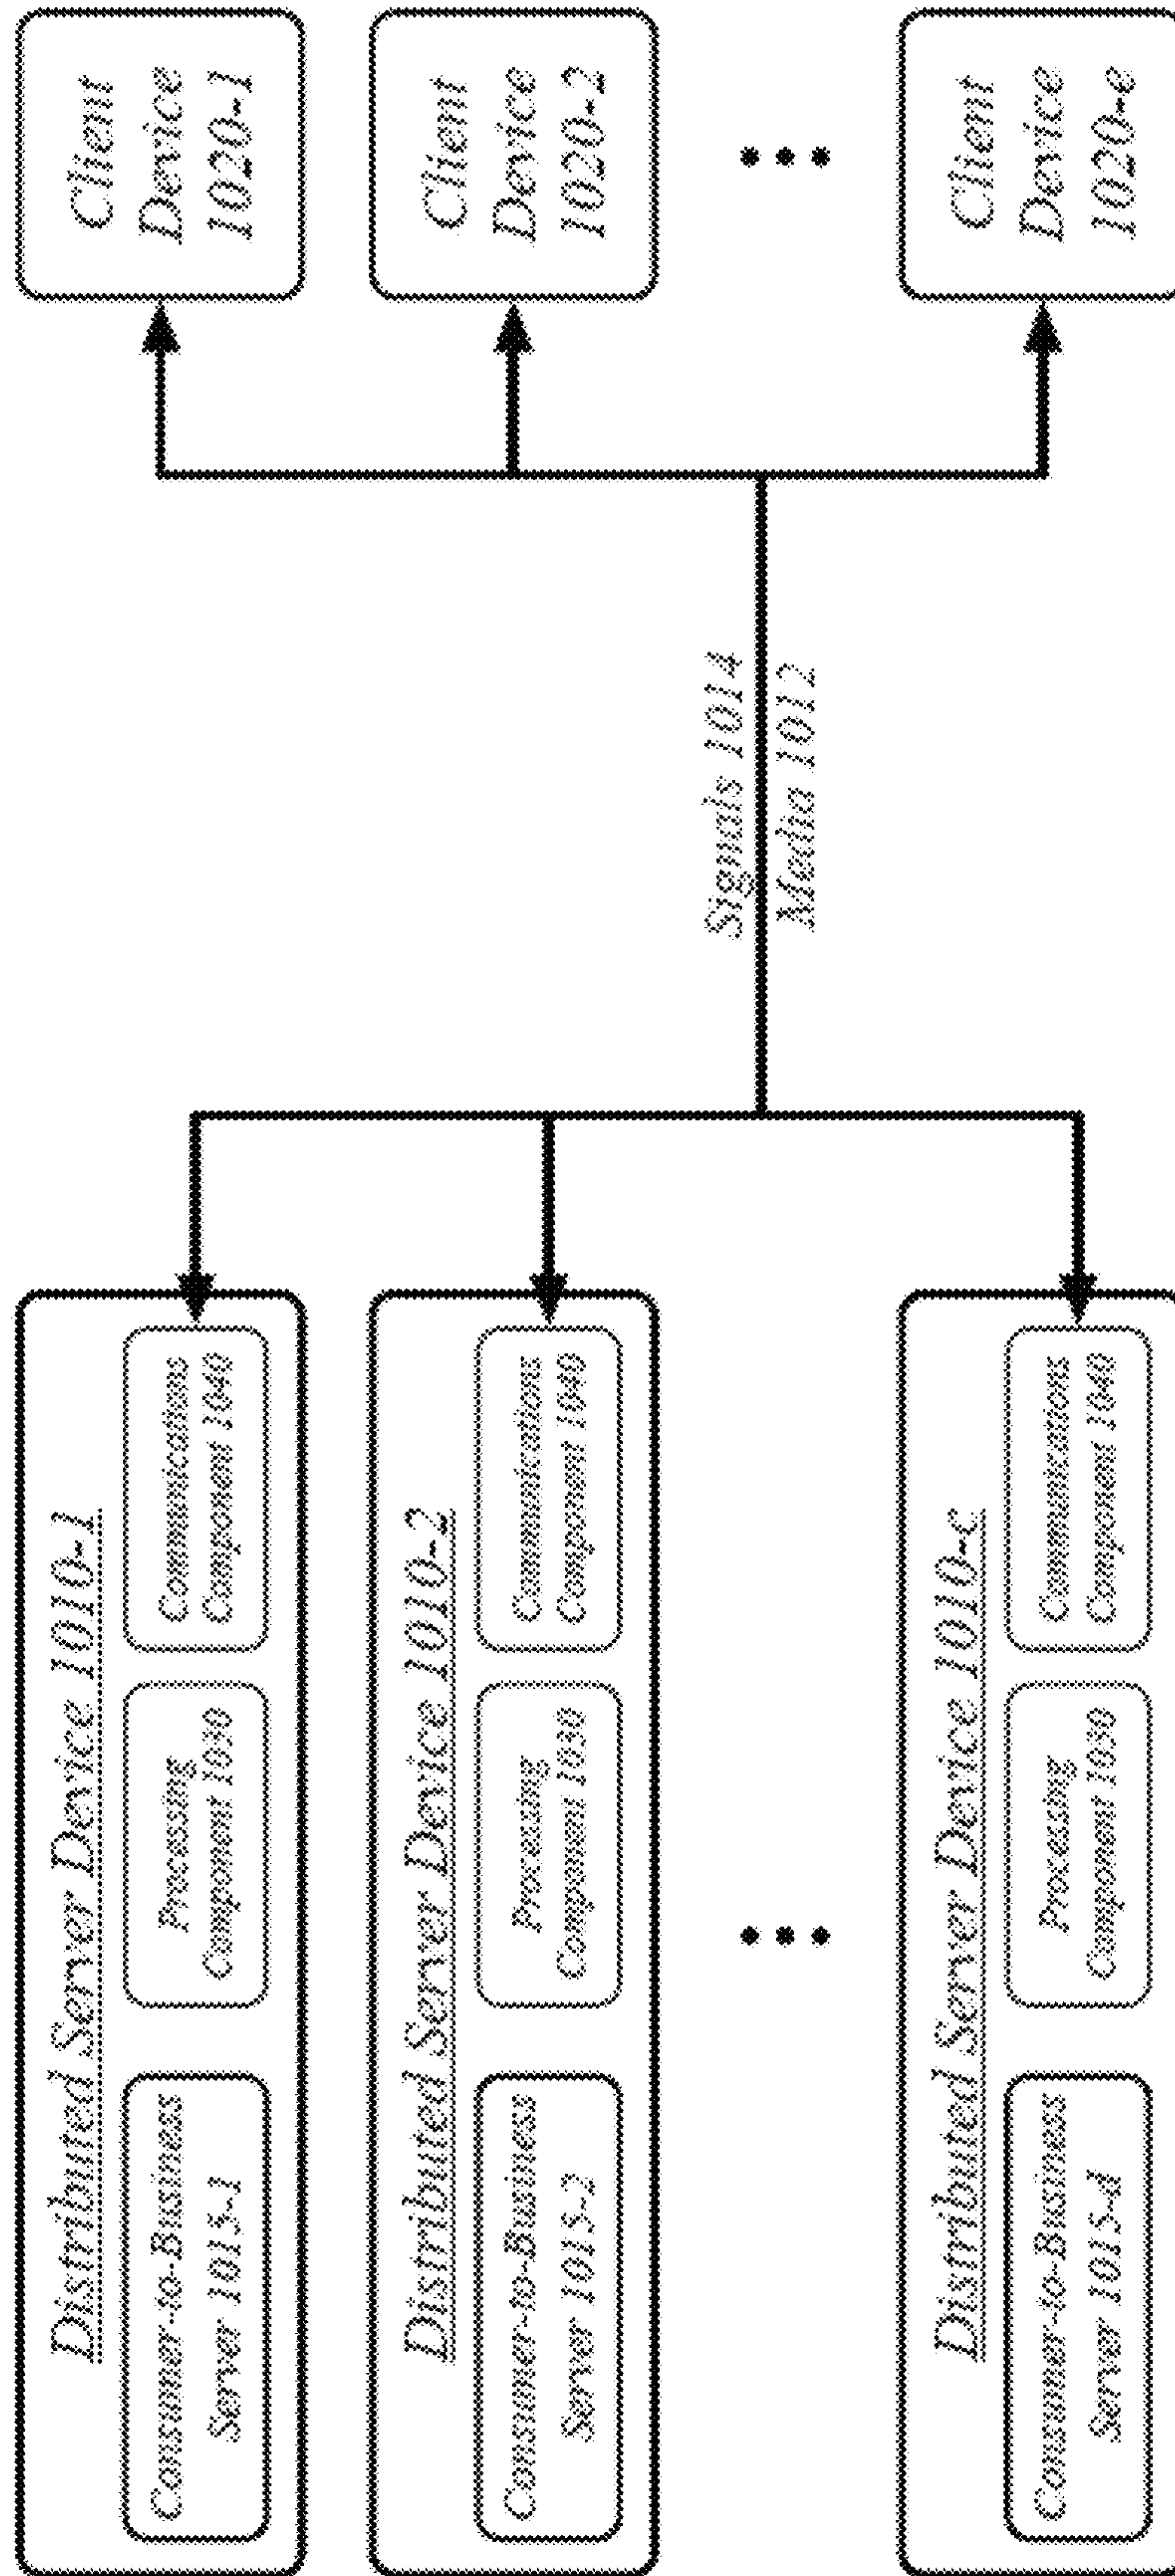 Distributed Server Device 1010-1
Consumer-to-Business
Server 1015-1
Processing
Component 1030
Communications
Component 1040
Distributed Server Device 1010-2
Consumer-to-Business
Server 1015-2
Processing
Component 1030
Communications
Component 1040
Distributed Server Device 1010-c
Consumer-to-Business
Server 1015-d
Processing
Component 1030
Communications
Component 1040
Signals 1014
Media 1012
Client
Device
1020-1
Client
Device
1020-2
Client
Device
1020-e